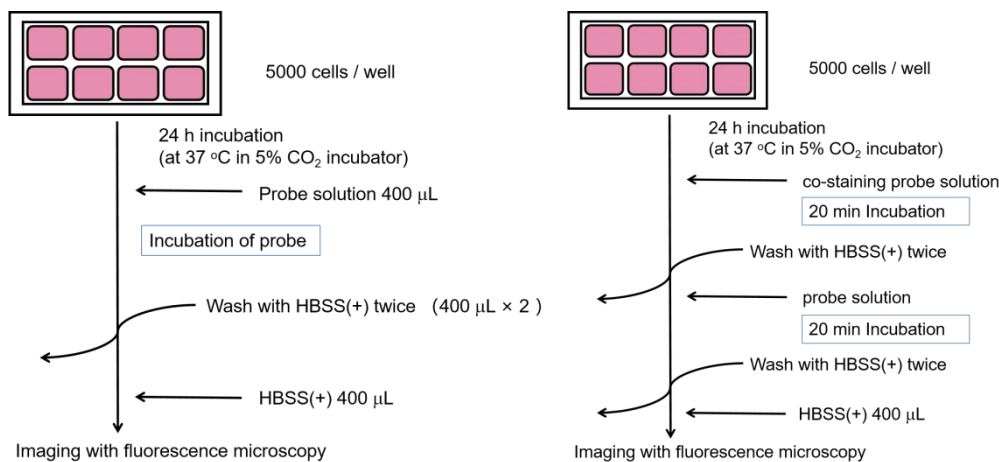 5000 cells / well
24 h incubation
(at 37 °C in 5% CO₂ incubator)
Probe solution 400 μL
Incubation of probe
Wash with HBSS(+) twice (400 μL × 2 )
HBSS(+) 400 μL
Imaging with fluorescence microscopy
5000 cells / well
24 h incubation
(at 37 °C in 5% CO₂ incubator)
co-staining probe solution
20 min Incubation
Wash with HBSS(+) twice
probe solution
20 min Incubation
Wash with HBSS(+) twice
HBSS(+) 400 μL
Imaging with fluorescence microscopy